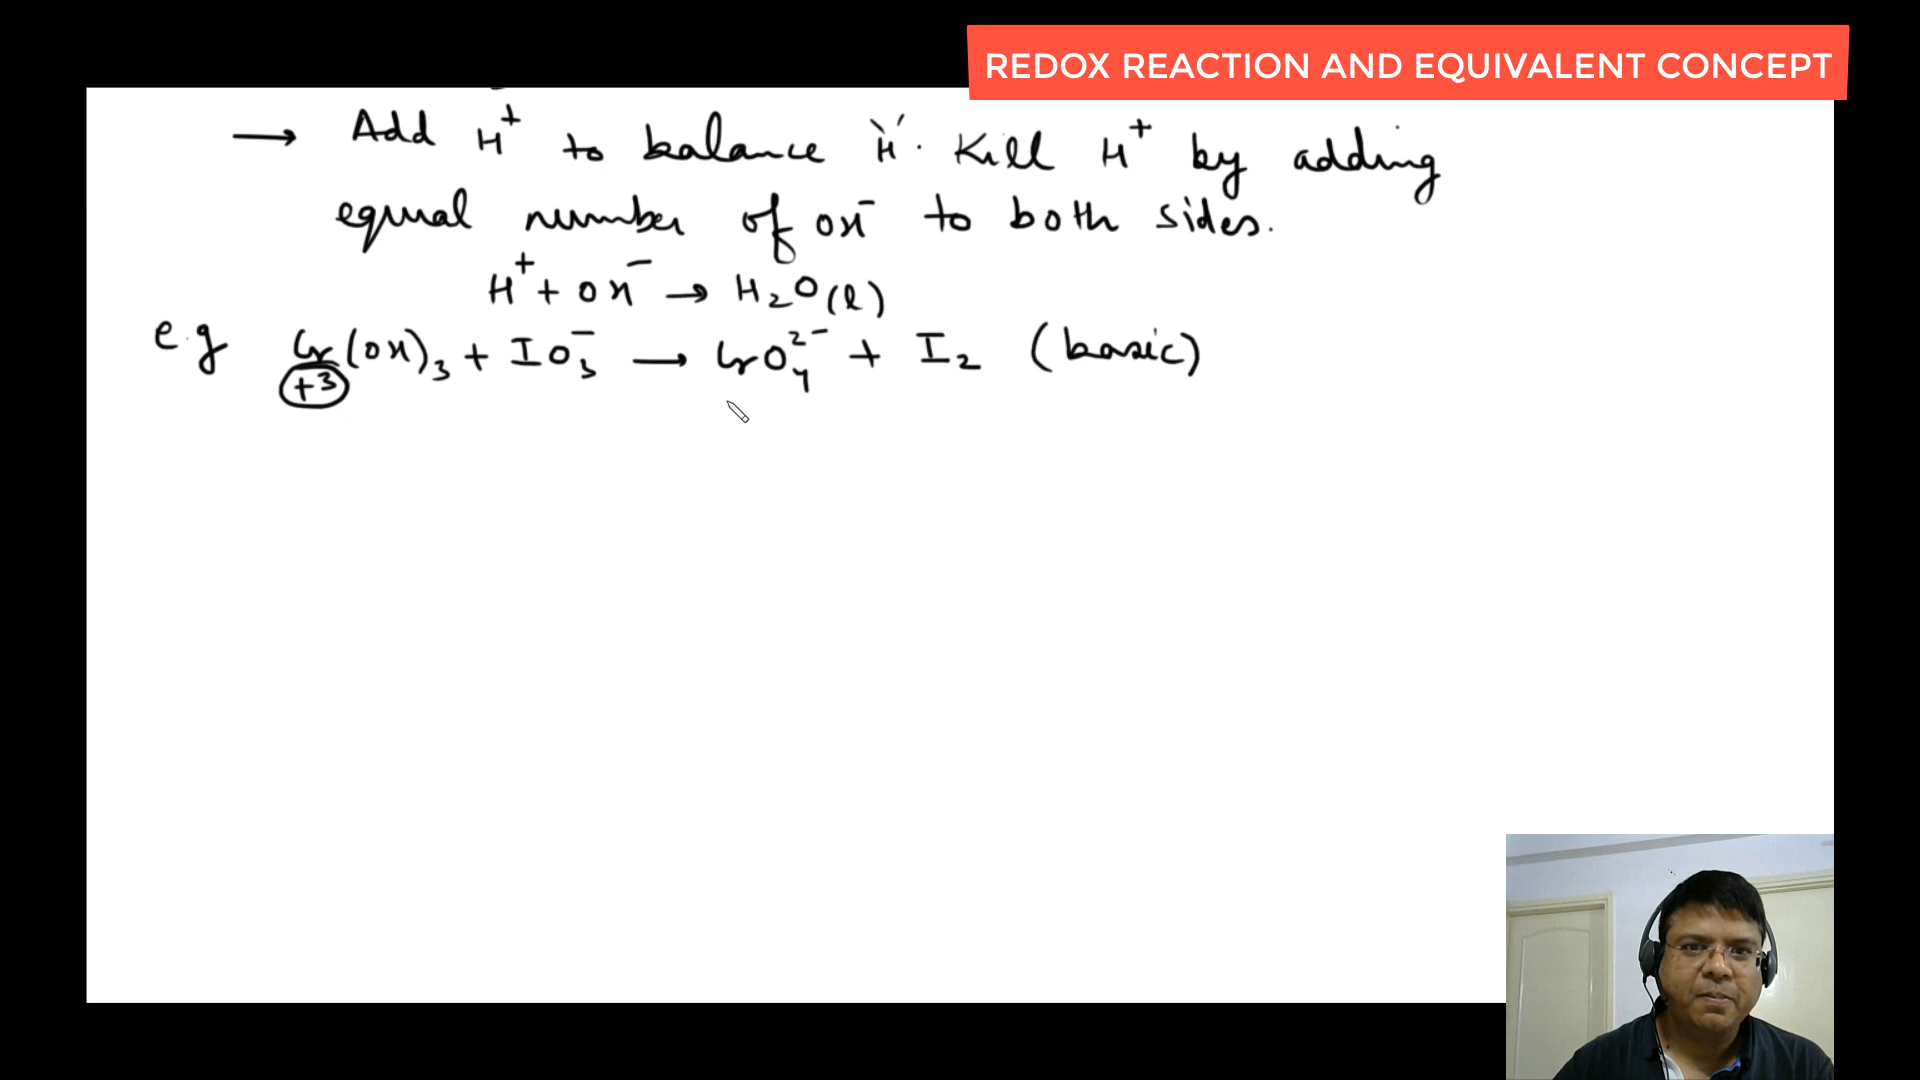 REDOX REACTION AND EQUIVALENT CONCEPT
→ Add H⁺ to balance 'H'. Kill H⁺ by adding
equal number of OH⁻ to both sides.
H⁺ + OH⁻ → H₂O(l)
e.g Cr(OH)₃ + IO₃⁻ → CrO₄²⁻ + I₂ (basic)
+3